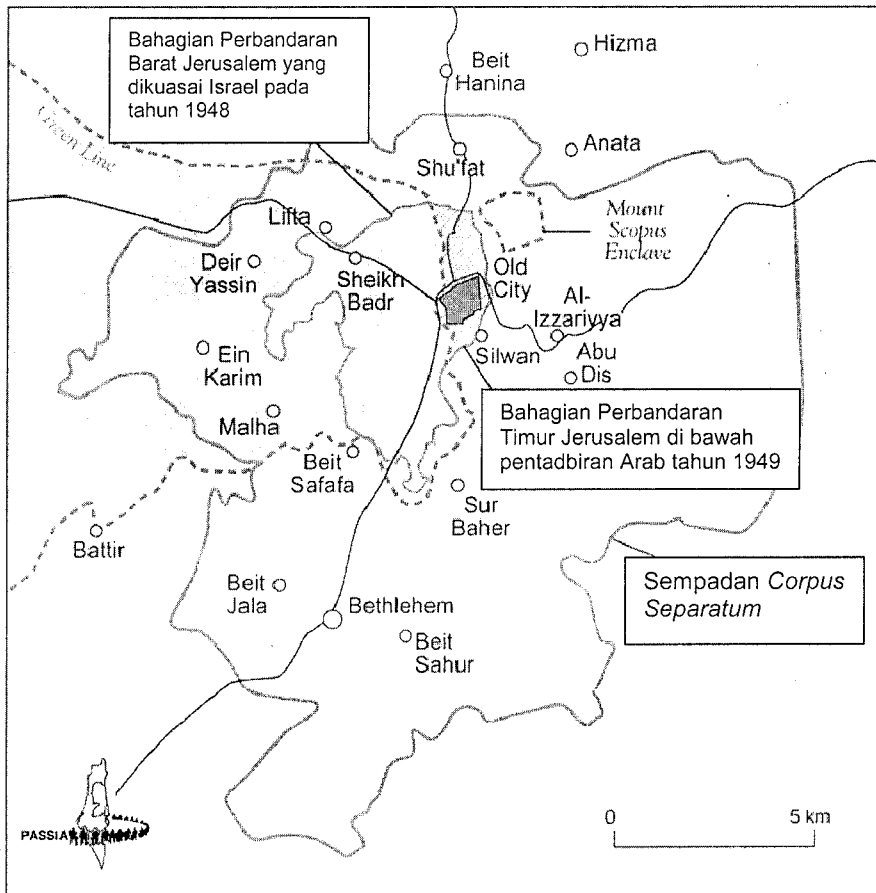 Bahagian Perbandaran
Barat Jerusalem yang
dikuasai Israel pada
tahun 1948
Hizma
Beit
Hanina
Green Line
Shu'fat
Anata
Lifta
Mount
Scopus
Enclave
Deir
Yassin
Sheikh
Badr
Old
City
Al-
Izzariyya
Silwan
Abu
Dis
Ein
Karim
Malha
Bahagian Perbandaran
Timur Jerusalem di bawah
pentadbiran Arab tahun 1949
Beit
Safafa
Sur
Baher
Battir
Sempadan Corpus
Separatum
Beit
Jala
Bethlehem
Beit
Sahur
0 5 km
PASSIA